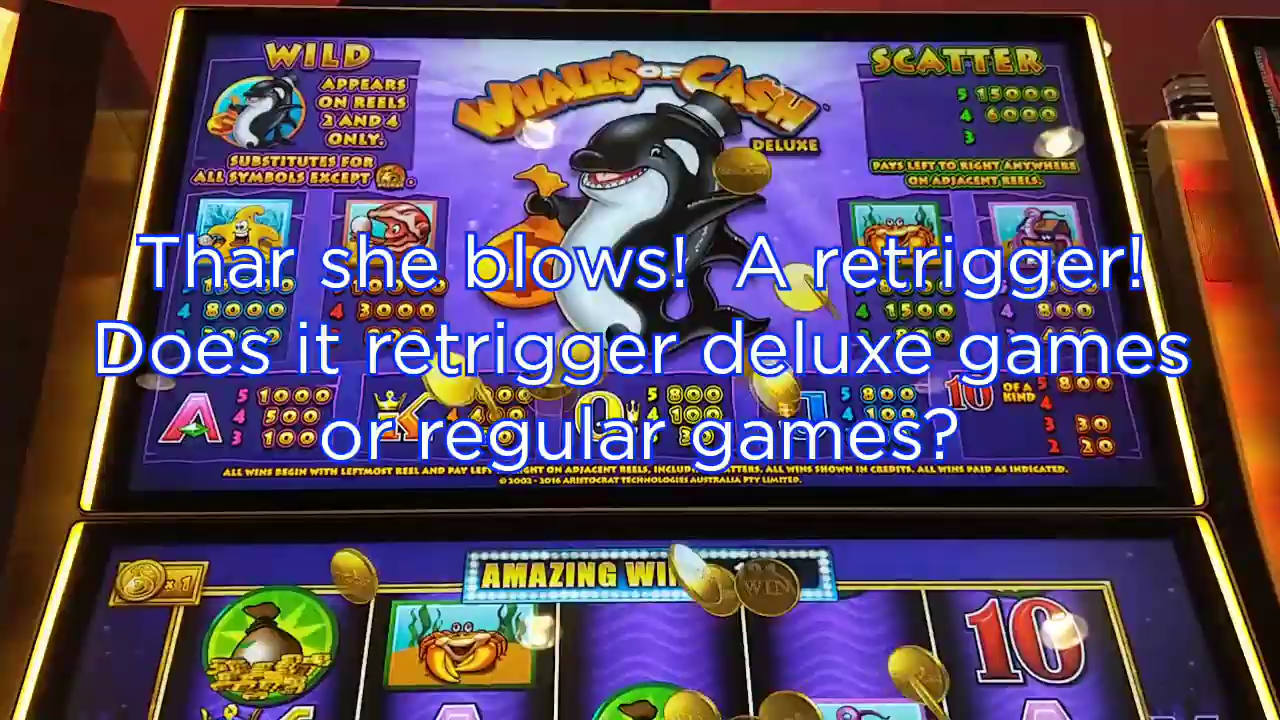 WILD
APPEARS
ON REELS
2 AND 4
ONLY.
SUBSTITUTES FOR
ALL SYMBOLS EXCEPT
WHALES OF CASH
DELUXE
SCATTER
5 15000
4 6000
3
PAYS LEFT TO RIGHT ANYWHERE
ON ADJACENT REELS.
Thar she blows! A retrigger!
Does it retrigger deluxe games
or regular games?
4 8000
4 3000
4 1500
4 800
A
5 1000
4 500
3 100
K
Q
5 800
4 100
5 800
4 100
10
OF A
KIND
5 800
4
3 30
2 20
ALL WINS BEGIN WITH LEFTMOST REEL AND PAY LEFT RIGHT ON ADJACENT REELS, ALL WINS SHOWN IN CREDITS. ALL WINS PAID AS INDICATED.
© 2002 - 2016 ARISTOCRAT TECHNOLOGIES AUSTRALIA PTY LIMITED.
x1
AMAZING
WIN
10